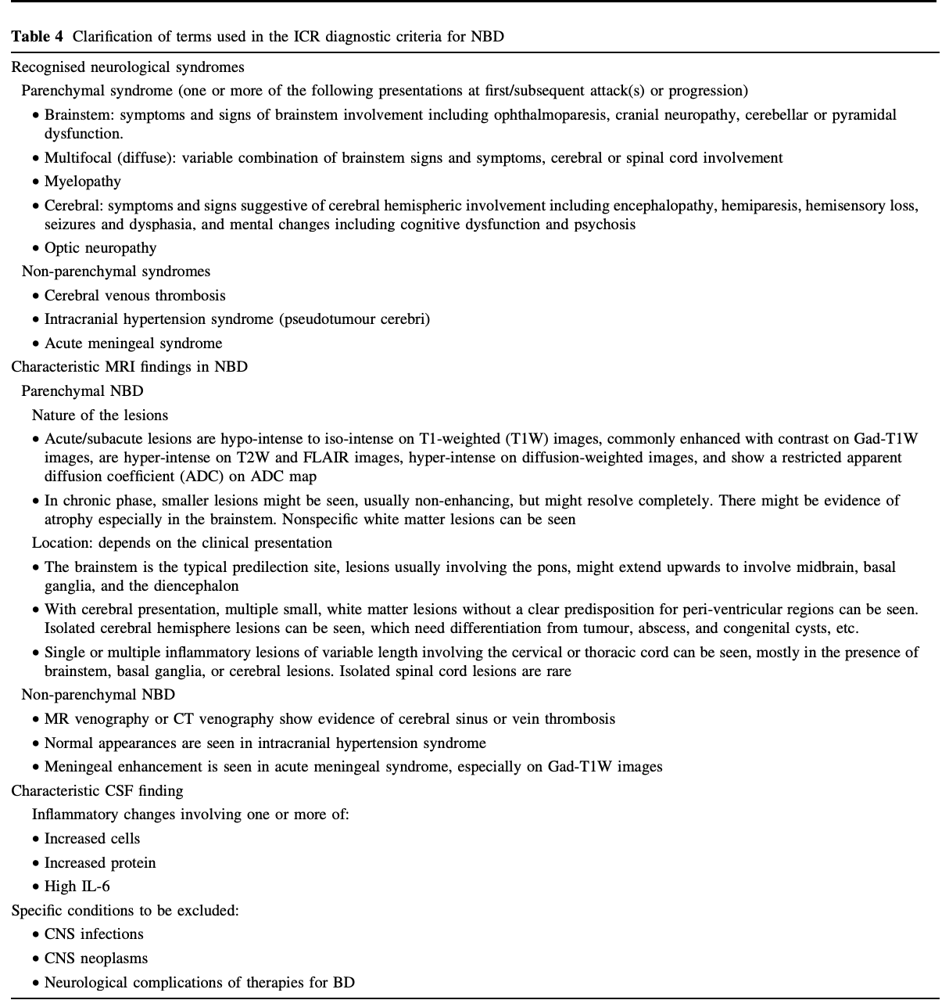 Table 4 Clarification of terms used in the ICR diagnostic criteria for NBD
Recognised neurological syndromes
Parenchymal syndrome (one or more of the following presentations at first/subsequent attack(s) or progression)
• Brainstem: symptoms and signs of brainstem involvement including ophthalmoparesis, cranial neuropathy, cerebellar or pyramidal
dysfunction.
• Multifocal (diffuse): variable combination of brainstem signs and symptoms, cerebral or spinal cord involvement
• Myelopathy
• Cerebral: symptoms and signs suggestive of cerebral hemispheric involvement including encephalopathy, hemiparesis, hemisensory loss,
seizures and dysphasia, and mental changes including cognitive dysfunction and psychosis
• Optic neuropathy
Non-parenchymal syndromes
• Cerebral venous thrombosis
• Intracranial hypertension syndrome (pseudotumour cerebri)
• Acute meningeal syndrome
Characteristic MRI findings in NBD
Parenchymal NBD
Nature of the lesions
• Acute/subacute lesions are hypo-intense to iso-intense on T1-weighted (T1W) images, commonly enhanced with contrast on Gad-T1W
images, are hyper-intense on T2W and FLAIR images, hyper-intense on diffusion-weighted images, and show a restricted apparent
diffusion coefficient (ADC) on ADC map
• In chronic phase, smaller lesions might be seen, usually non-enhancing, but might resolve completely. There might be evidence of
atrophy especially in the brainstem. Nonspecific white matter lesions can be seen
Location: depends on the clinical presentation
• The brainstem is the typical predilection site, lesions usually involving the pons, might extend upwards to involve midbrain, basal
ganglia, and the diencephalon
• With cerebral presentation, multiple small, white matter lesions without a clear predisposition for peri-ventricular regions can be seen.
Isolated cerebral hemisphere lesions can be seen, which need differentiation from tumour, abscess, and congenital cysts, etc.
• Single or multiple inflammatory lesions of variable length involving the cervical or thoracic cord can be seen, mostly in the presence of
brainstem, basal ganglia, or cerebral lesions. Isolated spinal cord lesions are rare
Non-parenchymal NBD
• MR venography or CT venography show evidence of cerebral sinus or vein thrombosis
• Normal appearances are seen in intracranial hypertension syndrome
• Meningeal enhancement is seen in acute meningeal syndrome, especially on Gad-T1W images
Characteristic CSF finding
Inflammatory changes involving one or more of:
• Increased cells
• Increased protein
• High IL-6
Specific conditions to be excluded:
• CNS infections
• CNS neoplasms
• Neurological complications of therapies for BD